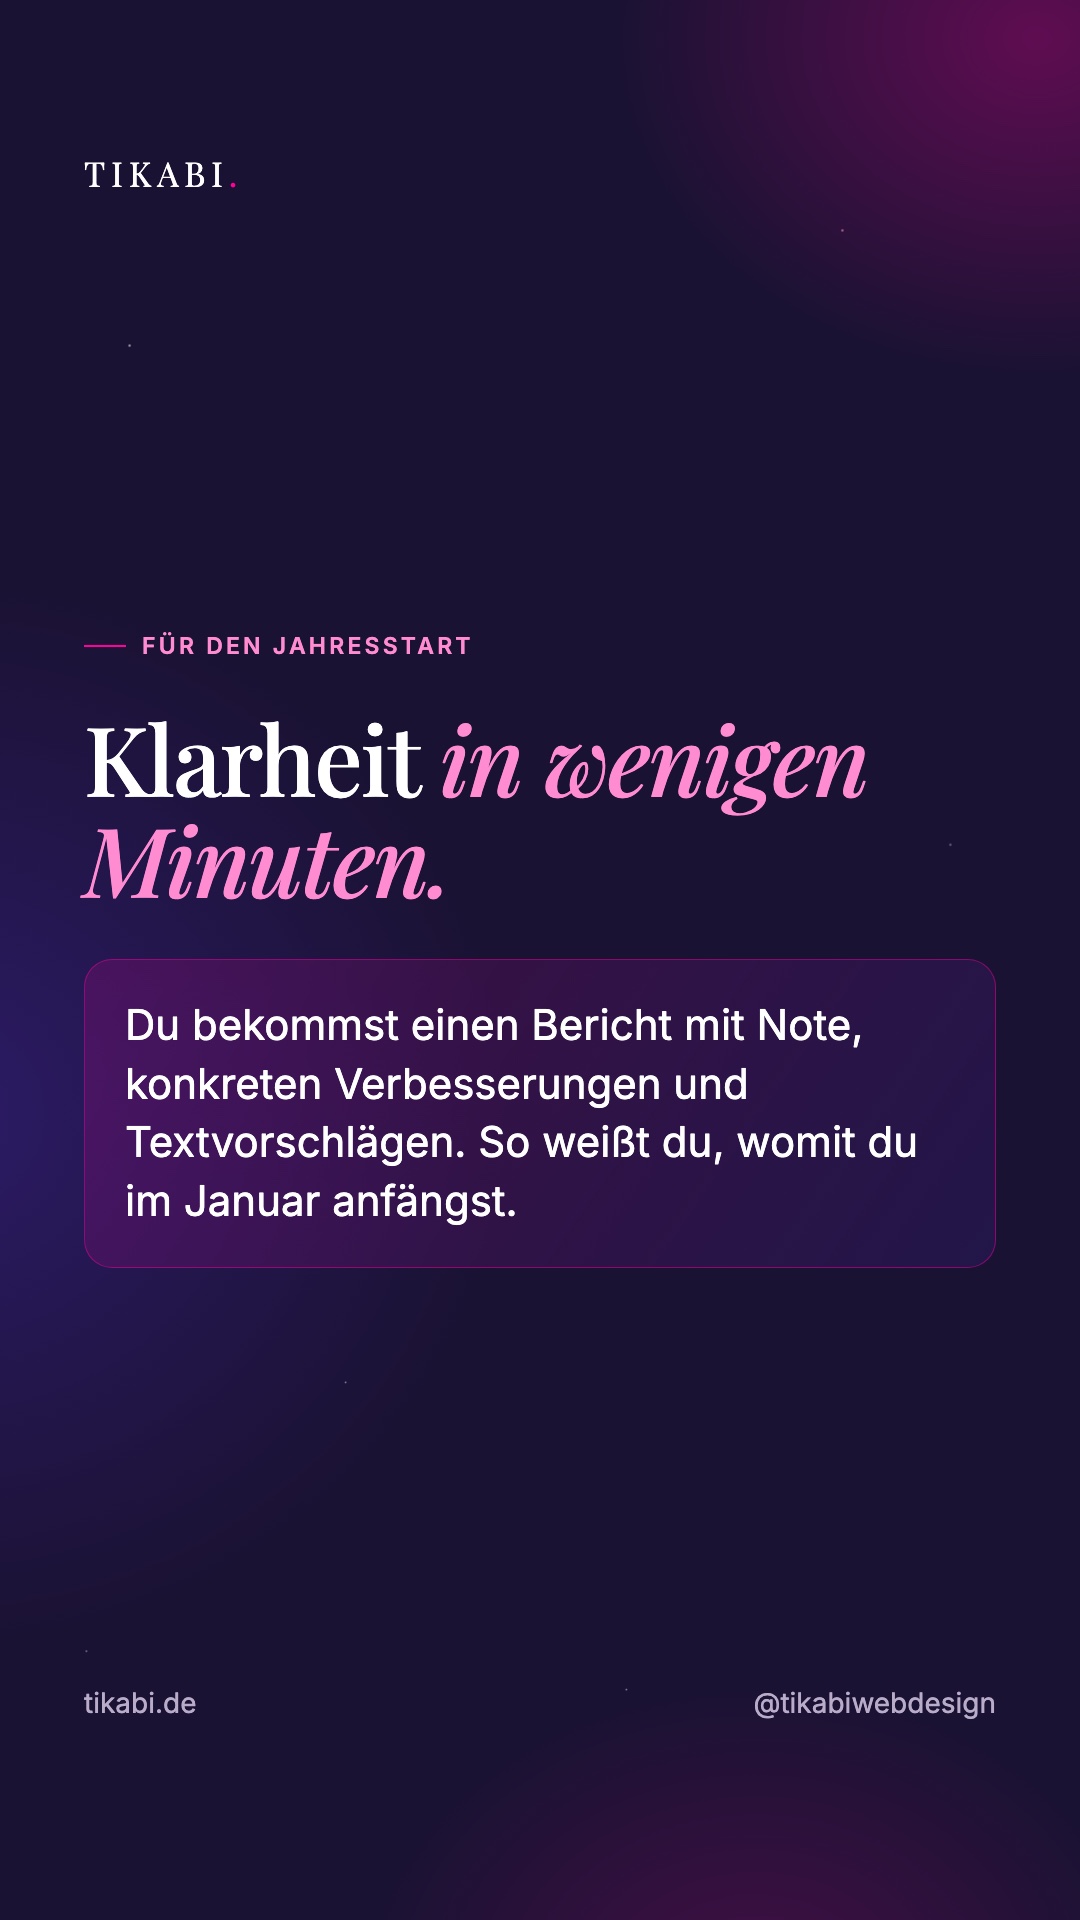 TIKABI.
FÜR DEN JAHRESSTART
Klarheit in wenigen
Minuten.
Du bekommst einen Bericht mit Note,
konkreten Verbesserungen und
Textvorschlägen. So weißt du, womit du
im Januar anfängst.
tikabi.de
@tikabiwebdesign